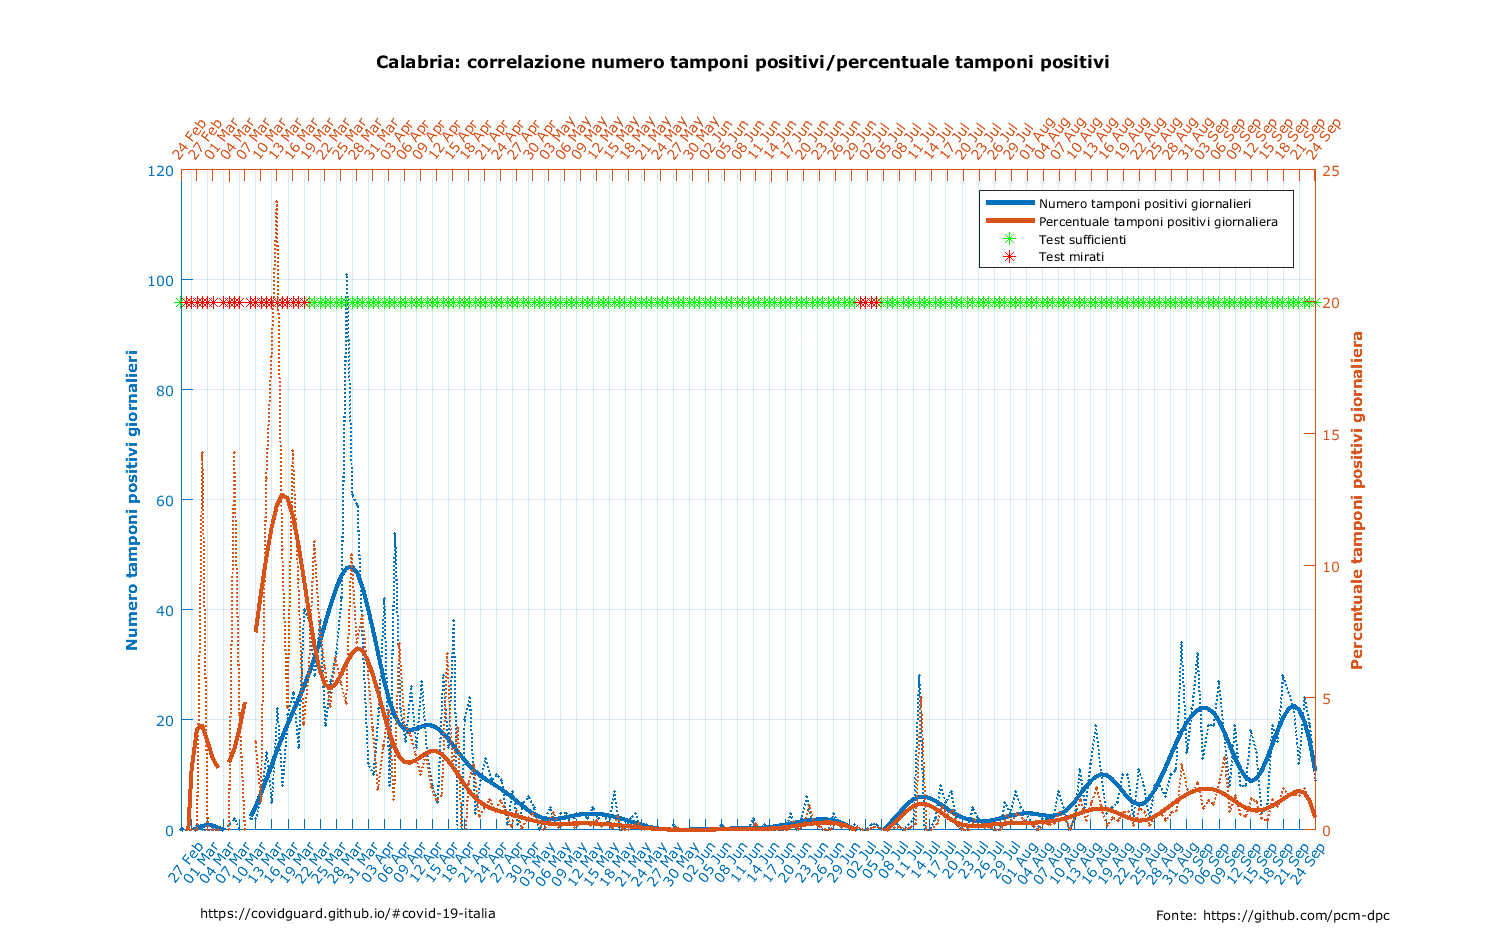 Calabria: correlazione numero tamponi positivi/percentuale tamponi positivi
24 Feb 27 Feb 01 Mar 04 Mar 07 Mar 10 Mar 13 Mar 16 Mar 19 Mar 22 Mar 25 Mar 28 Mar 31 Mar 03 Apr 06 Apr 09 Apr 12 Apr 15 Apr 18 Apr 21 Apr 24 Apr 27 Apr 30 Apr 03 May 06 May 09 May 12 May 15 May 18 May 21 May 24 May 27 May 30 May 02 Jun 05 Jun 08 Jun 11 Jun 14 Jun 17 Jun 20 Jun 23 Jun 26 Jun 29 Jun 02 Jul 05 Jul 08 Jul 11 Jul 14 Jul 17 Jul 20 Jul 23 Jul 26 Jul 29 Jul 01 Aug 04 Aug 07 Aug 10 Aug 13 Aug 16 Aug 19 Aug 22 Aug 25 Aug 28 Aug 31 Aug 03 Sep 06 Sep 09 Sep 12 Sep 15 Sep 18 Sep 21 Sep 24 Sep
120
100
80
60
40
20
0
Numero tamponi positivi giornalieri
Numero tamponi positivi giornalieri
Percentuale tamponi positivi giornaliera
Test sufficienti
Test mirati
25
20
15
10
5
0
Percentuale tamponi positivi giornaliera
27 Feb 01 Mar 04 Mar 07 Mar 10 Mar 13 Mar 16 Mar 19 Mar 22 Mar 25 Mar 28 Mar 31 Mar 03 Apr 06 Apr 09 Apr 12 Apr 15 Apr 18 Apr 21 Apr 24 Apr 27 Apr 30 Apr 03 May 06 May 09 May 12 May 15 May 18 May 21 May 24 May 27 May 30 May 02 Jun 05 Jun 08 Jun 11 Jun 14 Jun 17 Jun 20 Jun 23 Jun 26 Jun 29 Jun 02 Jul 05 Jul 08 Jul 11 Jul 14 Jul 17 Jul 20 Jul 23 Jul 26 Jul 29 Jul 01 Aug 04 Aug 07 Aug 10 Aug 13 Aug 16 Aug 19 Aug 22 Aug 25 Aug 28 Aug 31 Aug 03 Sep 06 Sep 09 Sep 12 Sep 15 Sep 18 Sep 21 Sep 24 Sep
https://covidguard.github.io/#covid-19-italia
Fonte: https://github.com/pcm-dpc